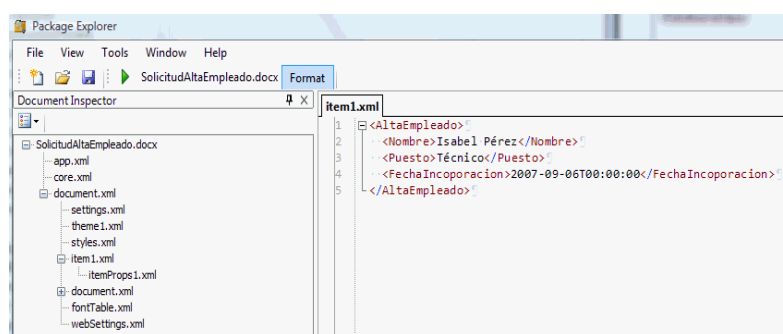 Package Explorer
File View Tools Window Help
SolicitudAltaEmpleado.docx Format
Document Inspector
item1.xml
SolicitudAltaEmpleado.docx
app.xml
core.xml
document.xml
settings.xml
theme1.xml
styles.xml
item1.xml
itemProps1.xml
document.xml
fontTable.xml
webSettings.xml
1 <AltaEmpleado>
2 <Nombre>Isabel Pérez</Nombre>
3 <Puesto>Técnico</Puesto>
4 <FechaIncoporacion>2007-09-06T00:00:00</FechaIncoporacion>
5 </AltaEmpleado>